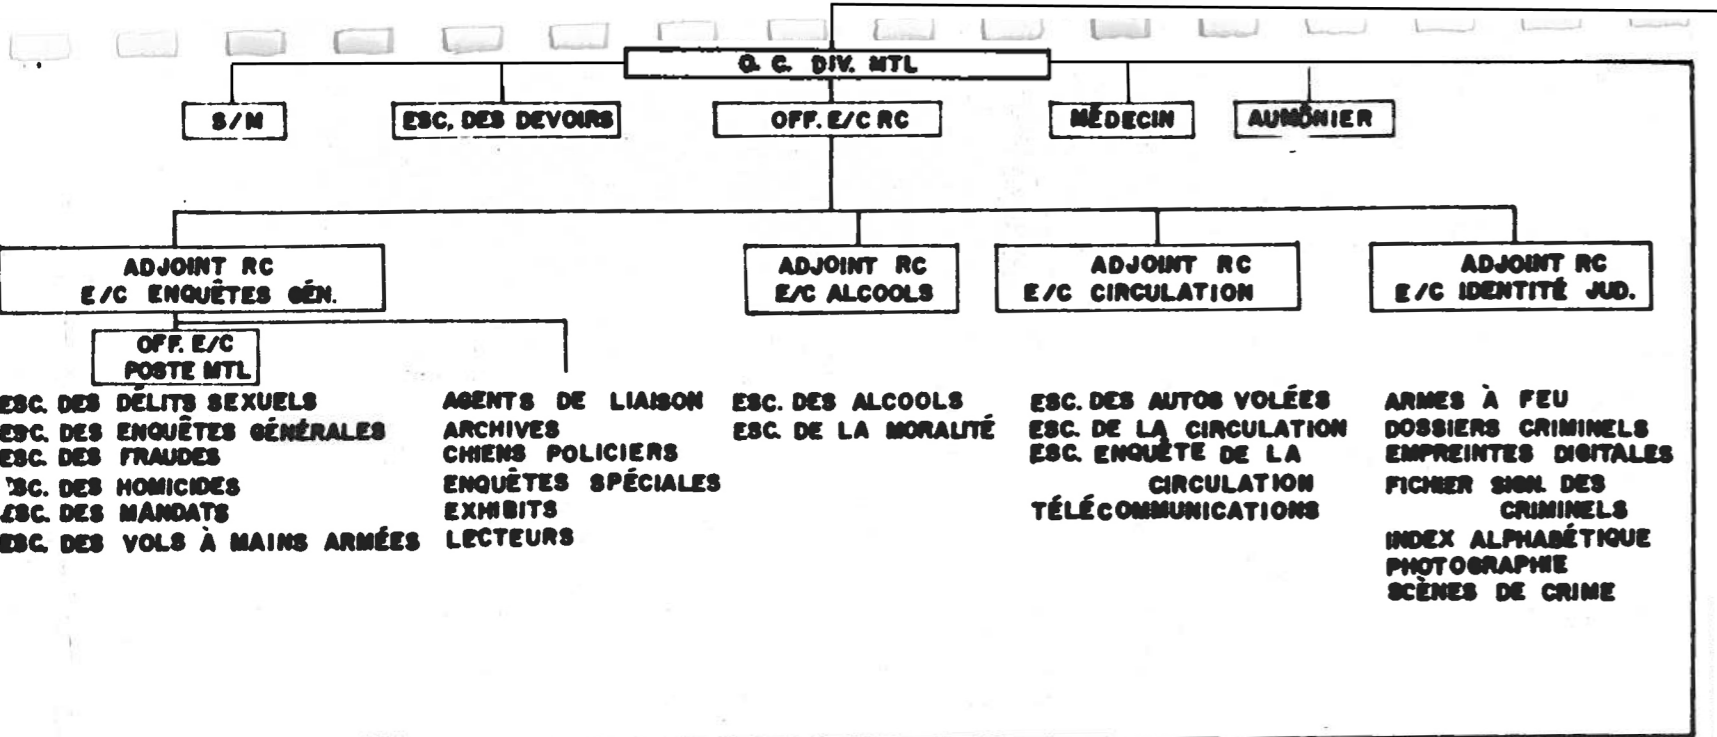 O. C. DIV. MTL
S/M
ESC. DES DEVOIRS
OFF. E/C RC
MÉDECIN
AUMÔNIER
ADJOINT RC
E/C ENQUÊTES GÉN.
ADJOINT RC
E/C ALCOOLS
ADJOINT RC
E/C CIRCULATION
ADJOINT RC
E/C IDENTITÉ JUD.
OFF. E/C
POSTE MTL
ESC. DES DÉLITS SEXUELS
ESC. DES ENQUÊTES GÉNÉRALES
ESC. DES FRAUDES
ESC. DES HOMICIDES
ESC. DES MANDATS
ESC. DES VOLS À MAINS ARMÉES
AGENTS DE LIAISON
ARCHIVES
CHIENS POLICIERS
ENQUÊTES SPÉCIALES
EXHIBITS
LECTEURS
ESC. DES ALCOOLS
ESC. DE LA MORALITÉ
ESC. DES AUTOS VOLÉES
ESC. DE LA CIRCULATION
ESC. ENQUÊTE DE LA
CIRCULATION
TÉLÉCOMMUNICATIONS
ARMES À FEU
DOSSIERS CRIMINELS
EMPREINTES DIGITALES
FICHIER SIGN. DES
CRIMINELS
INDEX ALPHABÉTIQUE
PHOTOGRAPHIE
SCÈNES DE CRIME